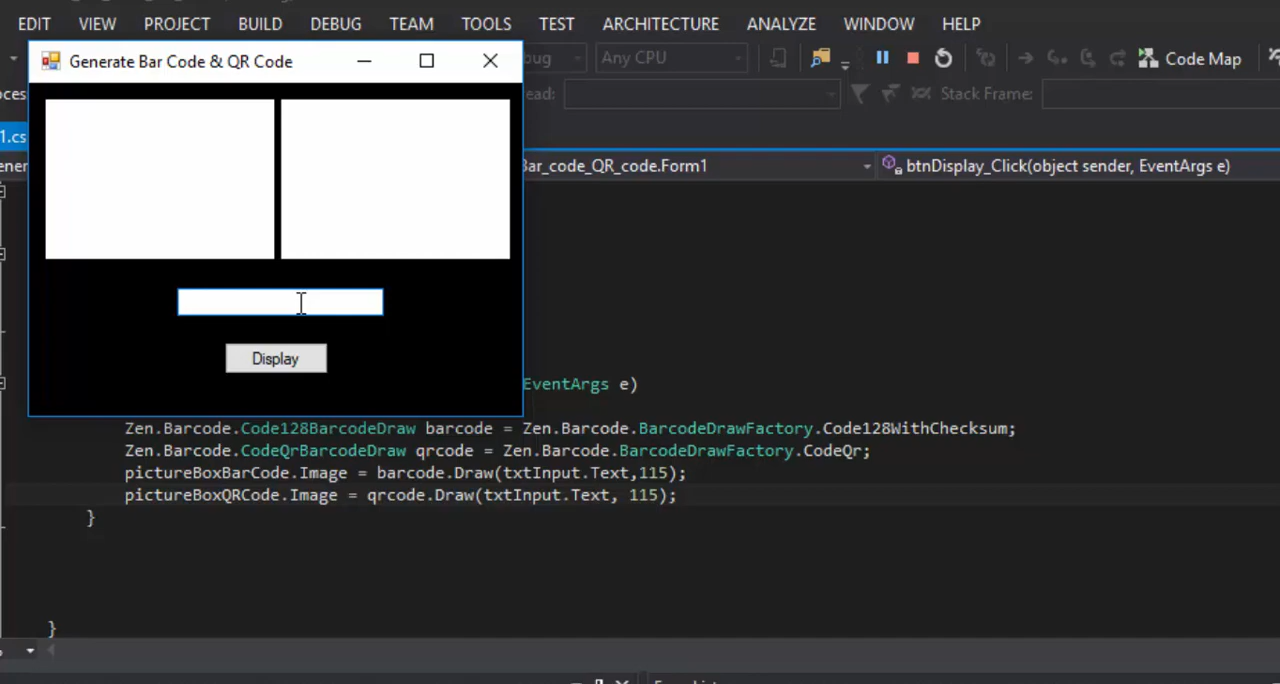 EDIT VIEW PROJECT BUILD DEBUG TEAM TOOLS TEST ARCHITECTURE ANALYZE WINDOW HELP
Generate Bar Code & QR Code
Any CPU
Code Map
Stack Frame:
1.cs
Bar_code_QR_code.Form1
btnDisplay_Click(object sender, EventArgs e)
Display
EventArgs e)
Zen.Barcode.Code128BarcodeDraw barcode = Zen.Barcode.BarcodeDrawFactory.Code128WithChecksum;
Zen.Barcode.CodeQrBarcodeDraw qrcode = Zen.Barcode.BarcodeDrawFactory.CodeQr;
pictureBoxBarCode.Image = barcode.Draw(txtInput.Text,115);
pictureBoxQRCode.Image = qrcode.Draw(txtInput.Text, 115);
}
}